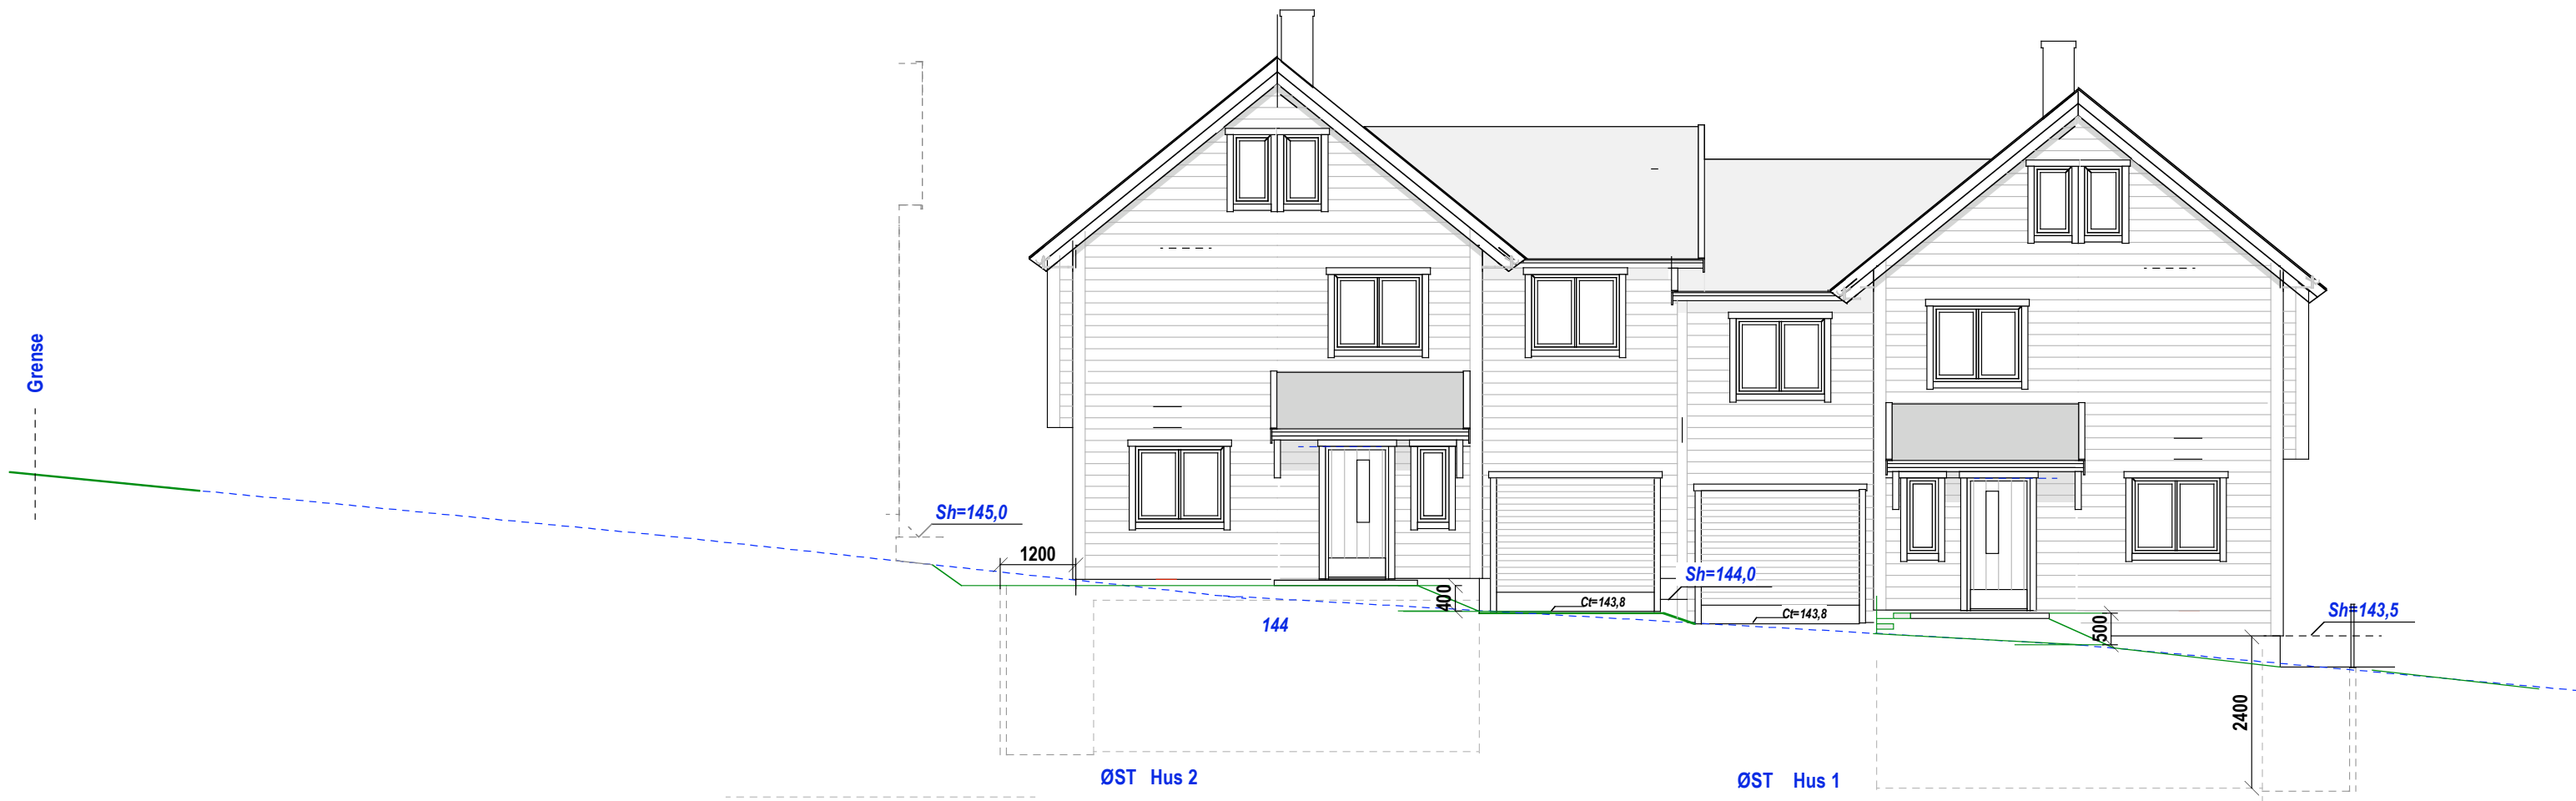 Grense
Sh=145,0
1200
400
144
Ct=143,8
Sh=144,0
Ct=143,8
500
Sh=143,5
2400
ØST Hus 2
ØST Hus 1